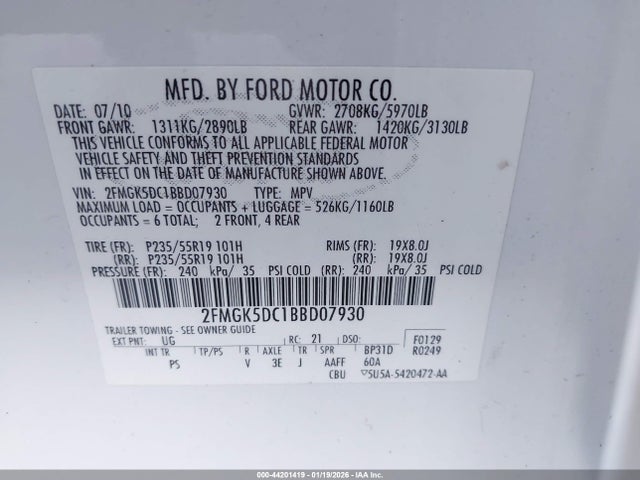 MFD. BY FORD MOTOR CO.
DATE: 07/10 GVWR: 2708KG/5970LB
FRONT GAWR: 1311KG/2890LB REAR GAWR: 1420KG/3130LB
THIS VEHICLE CONFORMS TO ALL APPLICABLE FEDERAL MOTOR
VEHICLE SAFETY AND THEFT PREVENTION STANDARDS
IN EFFECT ON THE DATE OF MANUFACTURE SHOWN ABOVE.
VIN: 2FMGK5DC1BBD07930 TYPE: MPV
MAXIMUM LOAD = OCCUPANTS + LUGGAGE = 526KG/1160LB
OCCUPANTS = 6 TOTAL; 2 FRONT, 4 REAR
TIRE (FR): P235/55R19 101H RIMS (FR): 19X8.0J
(RR): P235/55R19 101H (RR): 19X8.0J
PRESSURE (FR): 240 kPa/ 35 PSI COLD (RR): 240 kPa/ 35 PSI COLD
2FMGK5DC1BBD07930
TRAILER TOWING - SEE OWNER GUIDE
EXT PNT: UG RC: 21 DSO: F0129
INT TR TP/PS R AXLE TR SPR BP31D R0249
PS V 3E J AAFF 60A
CBU 5U5A-5420472-AA
000-44201419 - 01/19/2026 - IAAI.com